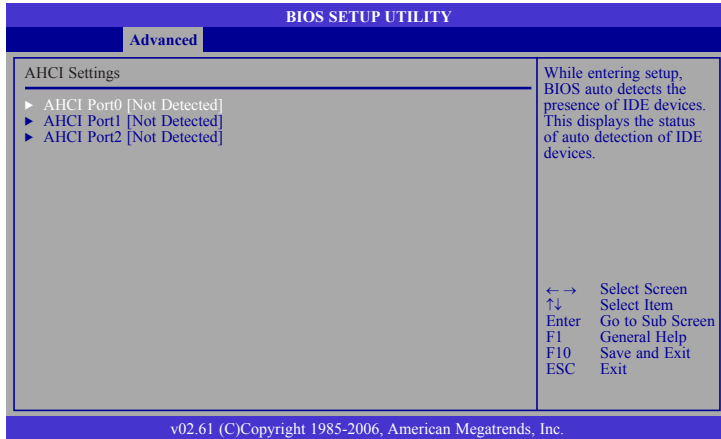 BIOS SETUP UTILITY
Advanced
AHCI Settings
► AHCI Port0 [Not Detected]
► AHCI Port1 [Not Detected]
► AHCI Port2 [Not Detected]
While entering setup,
BIOS auto detects the
presence of IDE devices.
This displays the status
of auto detection of IDE
devices.
←→ Select Screen
↑↓ Select Item
Enter Go to Sub Screen
F1 General Help
F10 Save and Exit
ESC Exit
v02.61 (C)Copyright 1985-2006, American Megatrends, Inc.